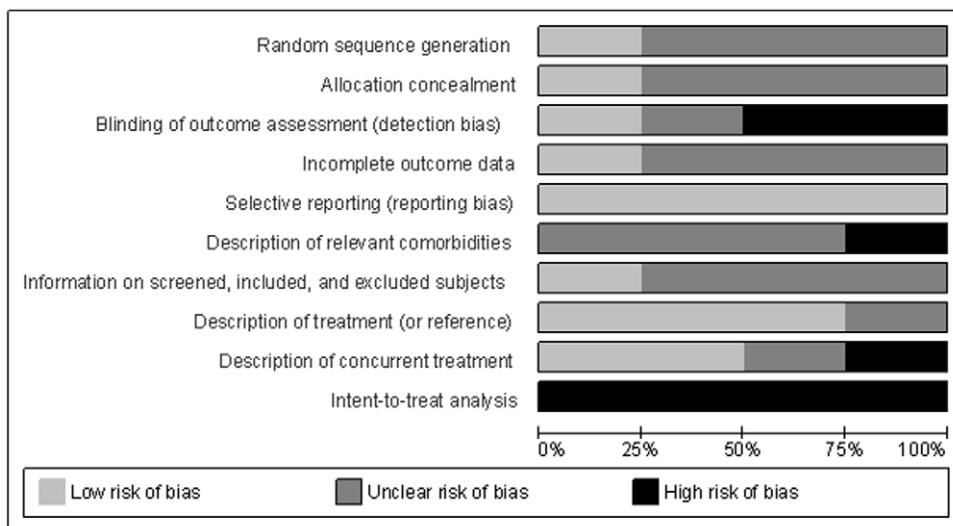 Random sequence generation
Allocation concealment
Blinding of outcome assessment (detection bias)
Incomplete outcome data
Selective reporting (reporting bias)
Description of relevant comorbidities
Information on screened, included, and excluded subjects
Description of treatment (or reference)
Description of concurrent treatment
Intent-to-treat analysis
0% 25% 50% 75% 100%
Low risk of bias Unclear risk of bias High risk of bias